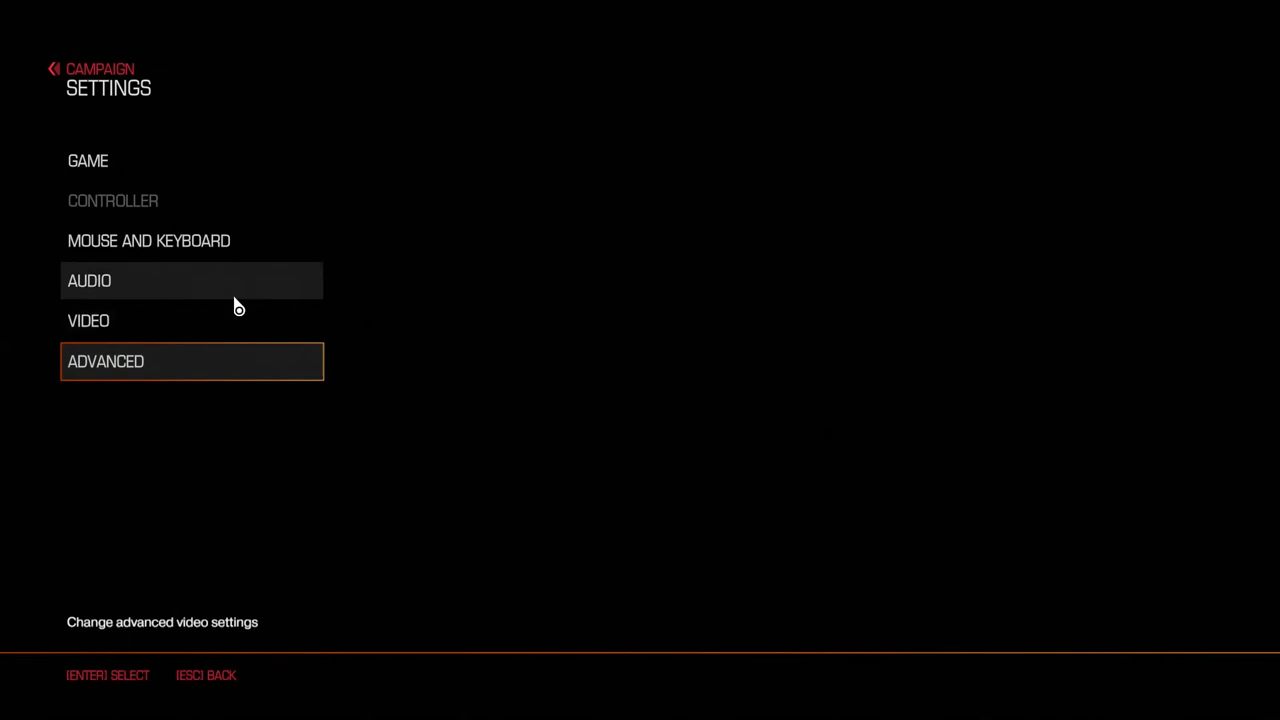 CAMPAIGN
SETTINGS
GAME
CONTROLLER
MOUSE AND KEYBOARD
AUDIO
VIDEO
ADVANCED
Change advanced video settings
[ENTER] SELECT [ESC] BACK